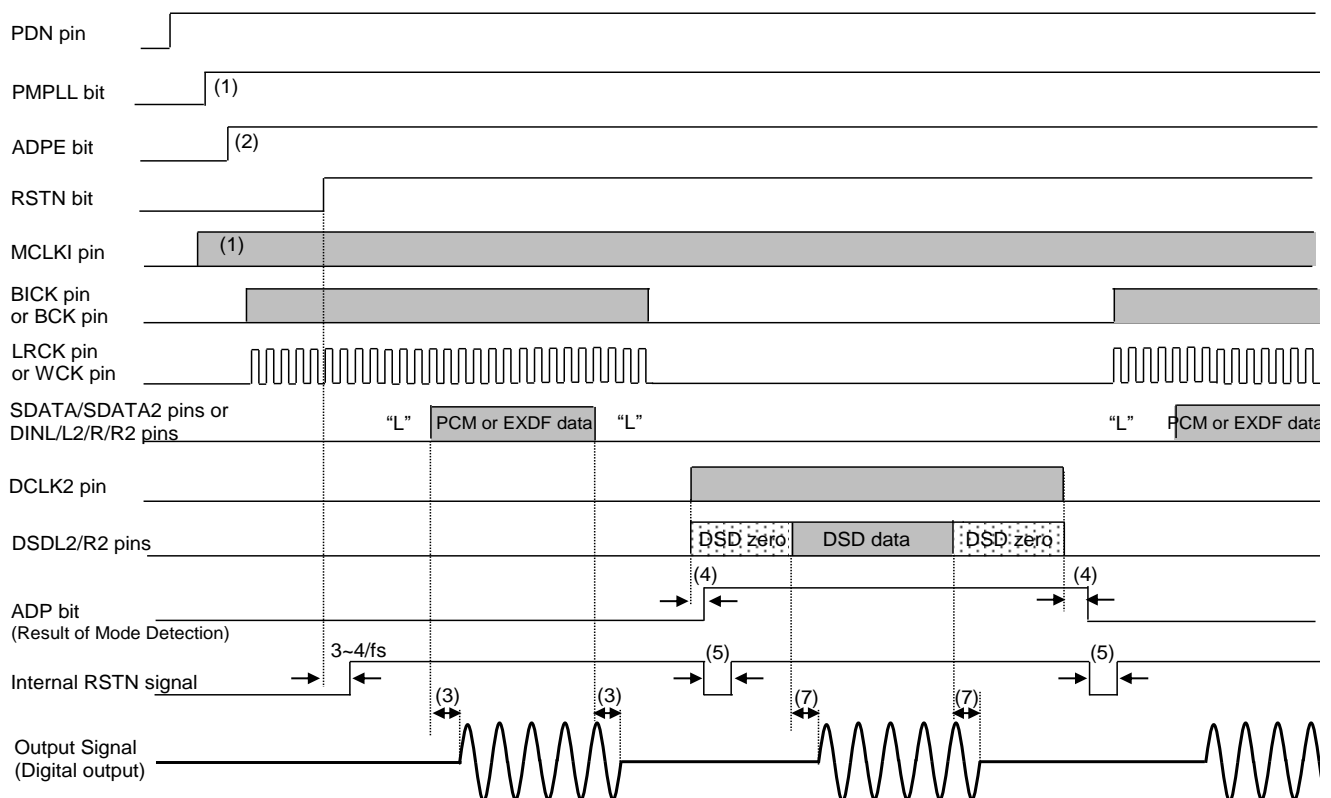 PDN pin
PMPLL bit
(1)
ADPE bit
(2)
RSTN bit
MCLKI pin
(1)
BICK pin
or BCK pin
LRCK pin
or WCK pin
SDATA/SDATA2 pins or
DINL/L2/R/R2 pins
“L”
PCM or EXDF data
“L”
“L”
PCM or EXDF data
DCLK2 pin
DSDL2/R2 pins
DSD zero
DSD data
DSD zero
(4)
(4)
ADP bit
(Result of Mode Detection)
3~4/fs
(5)
(5)
Internal RSTN signal
(3)
(3)
(7)
(7)
Output Signal
(Digital output)